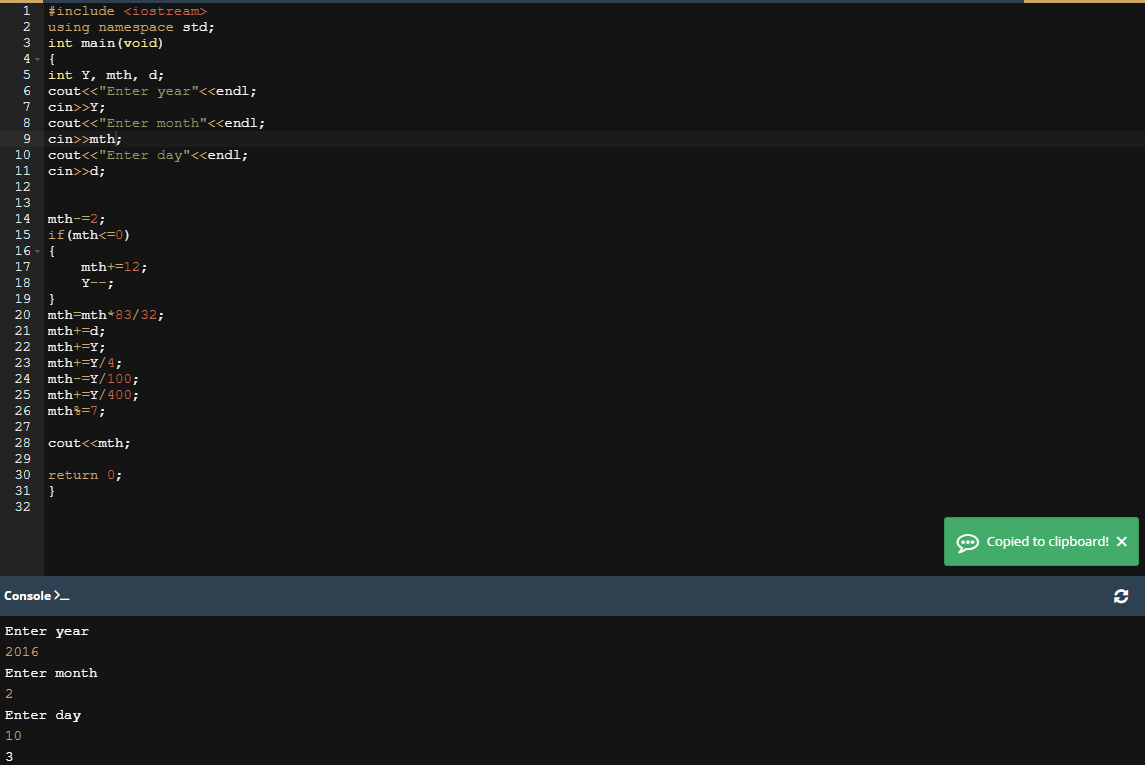 1 #include <iostream>
2 using namespace std;
3 int main(void)
4 {
5 int Y, mth, d;
6 cout<<"Enter year"<<endl;
7 cin>>Y;
8 cout<<"Enter month"<<endl;
9 cin>>mth;
10 cout<<"Enter day"<<endl;
11 cin>>d;
12
13
14 mth-=2;
15 if(mth<=0)
16 {
17     mth+=12;
18     Y--;
19 }
20 mth=mth*83/32;
21 mth+=d;
22 mth+=Y;
23 mth+=Y/4;
24 mth-=Y/100;
25 mth+=Y/400;
26 mth%=7;
27
28 cout<<mth;
29
30 return 0;
31 }
32
Copied to clipboard! ×
Console >_
Enter year
2016
Enter month
2
Enter day
10
3